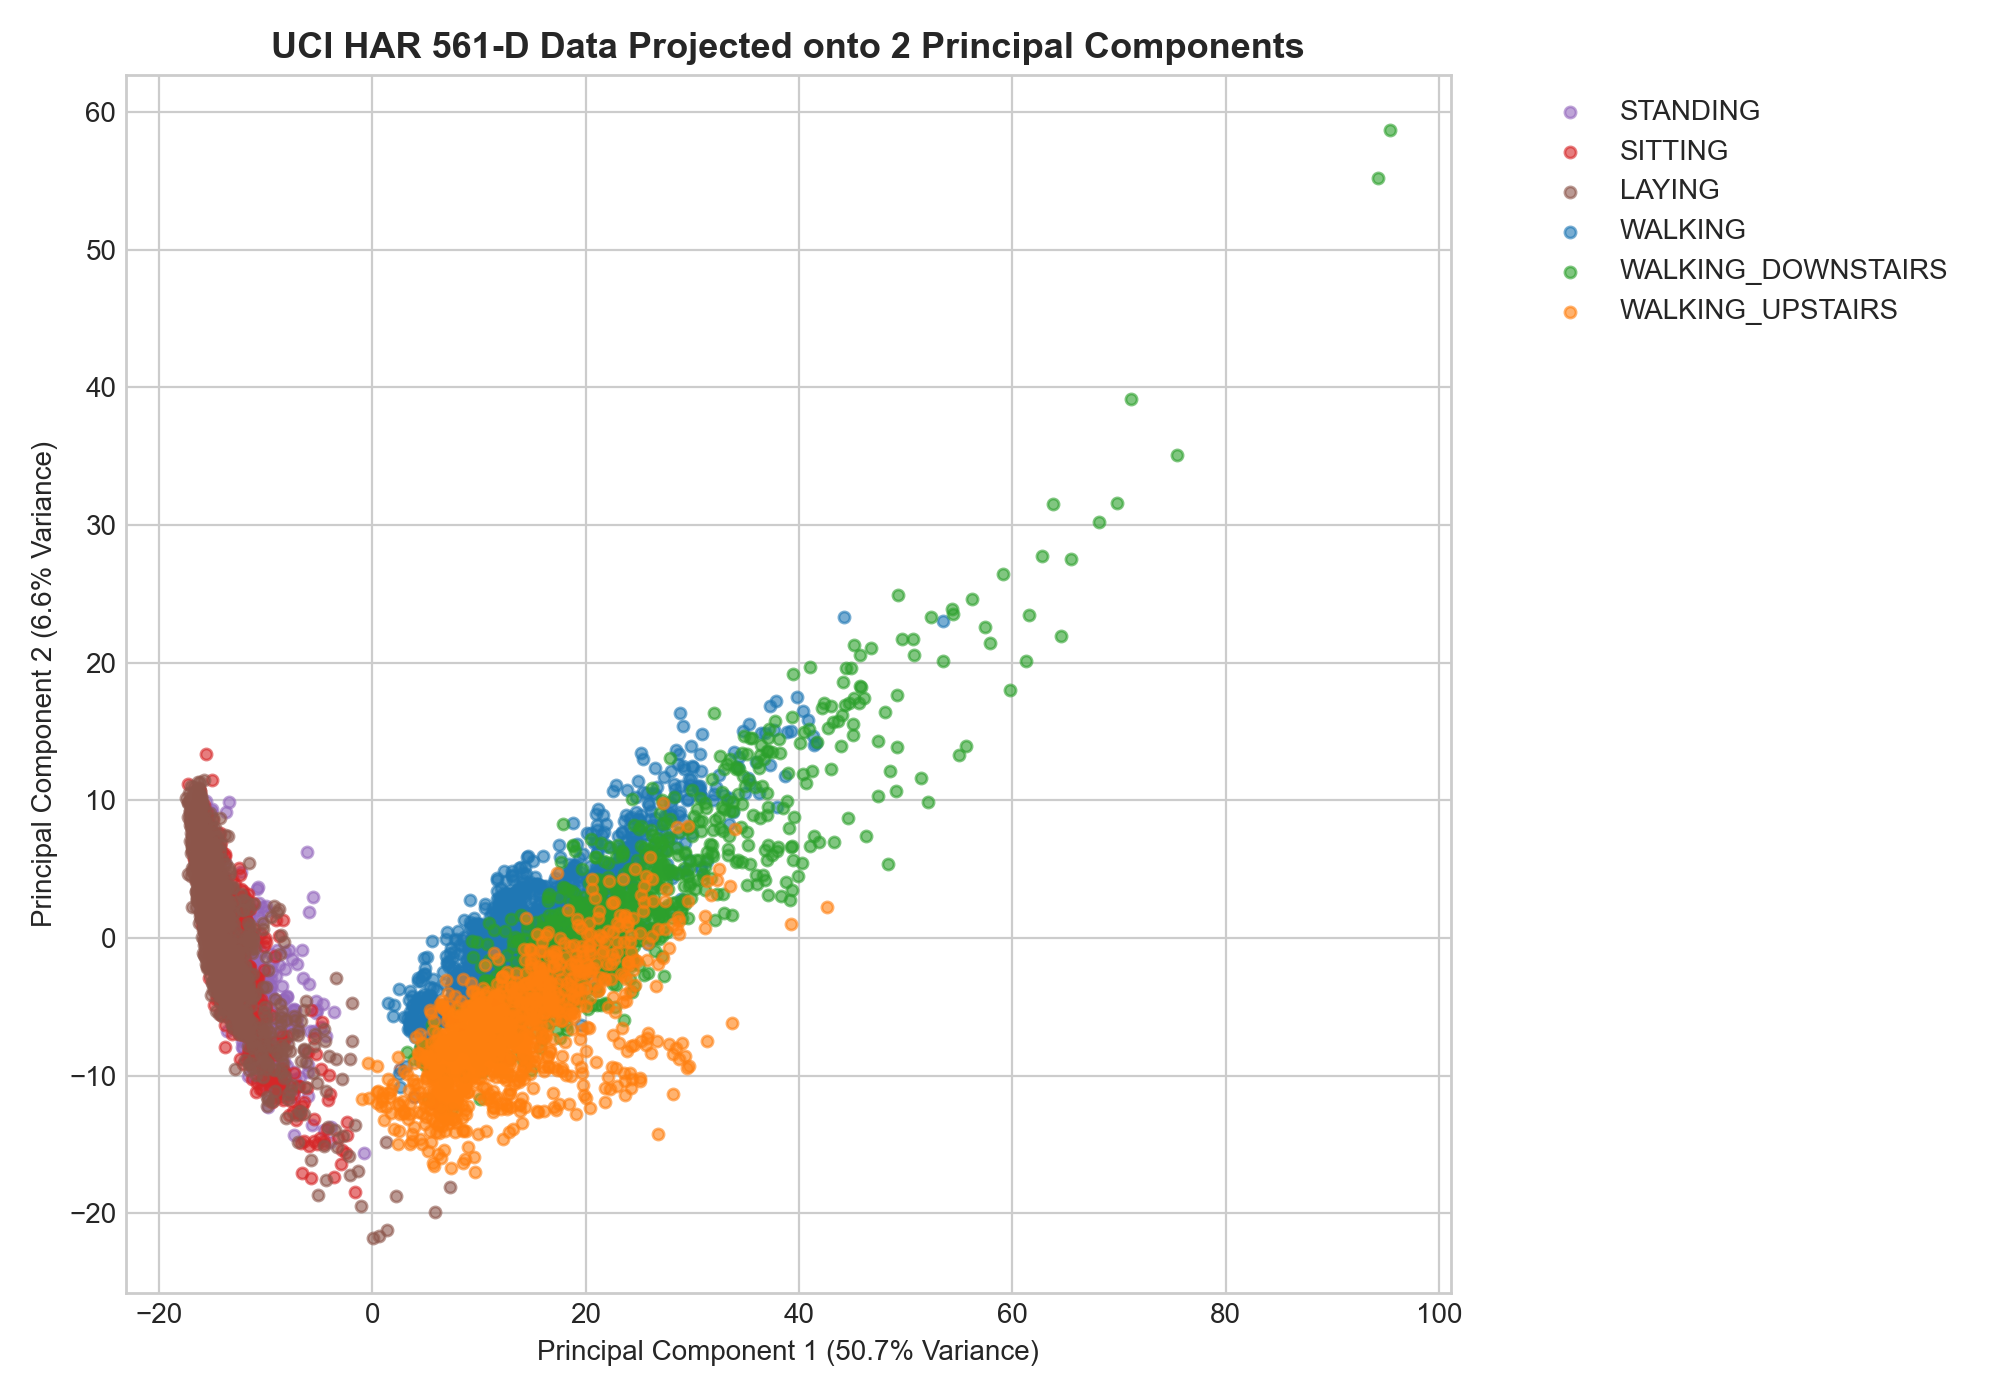 UCI HAR 561-D Data Projected onto 2 Principal Components
60
50
40
30
20
10
0
−10
−20
Principal Component 2 (6.6% Variance)
−20
0
20
40
60
80
100
Principal Component 1 (50.7% Variance)
STANDING
SITTING
LAYING
WALKING
WALKING_DOWNSTAIRS
WALKING_UPSTAIRS